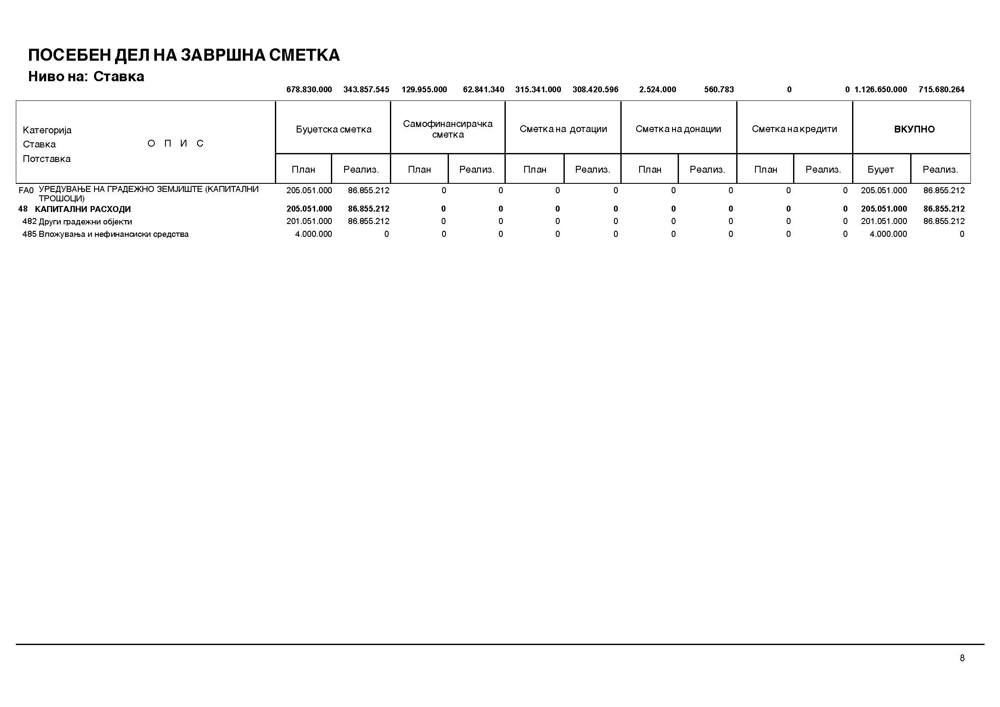 ПОСЕБЕН ДЕЛ НА ЗАВРШНА СМЕТКА
Ниво на: Ставка
678.830.000 343.857.545 129.955.000 62.841.340 315.341.000 308.420.596 2.524.000 560.783 0 0 1.126.650.000 715.680.264
Категорија
Ставка О П И С
Потставка
Буџетска сметка
Самофинансирачка
сметка
Сметка на дотации
Сметка на донации
Сметка на кредити
ВКУПНО
План Реализ. План Реализ. План Реализ. План Реализ. План Реализ. Буџет Реализ.
FA0 УРЕДУВАЊЕ НА ГРАДЕЖНО ЗЕМЈИШТЕ (КАПИТАЛНИ 205.051.000 86.855.212 0 0 0 0 0 0 0 0 205.051.000 86.855.212
ТРОШОЦИ)
48 КАПИТАЛНИ РАСХОДИ 205.051.000 86.855.212 0 0 0 0 0 0 0 0 205.051.000 86.855.212
482 Други градежни објекти 201.051.000 86.855.212 0 0 0 0 0 0 0 0 201.051.000 86.855.212
485 Вложувања и нефинансиски средства 4.000.000 0 0 0 0 0 0 0 0 0 4.000.000 0
8